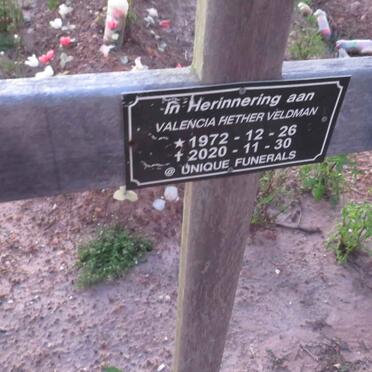 In Herinnering aan
VALENCIA HETHER VELDMAN
★ 1972 - 12 - 26
✝ 2020 - 11 - 30
@ UNIQUE FUNERALS